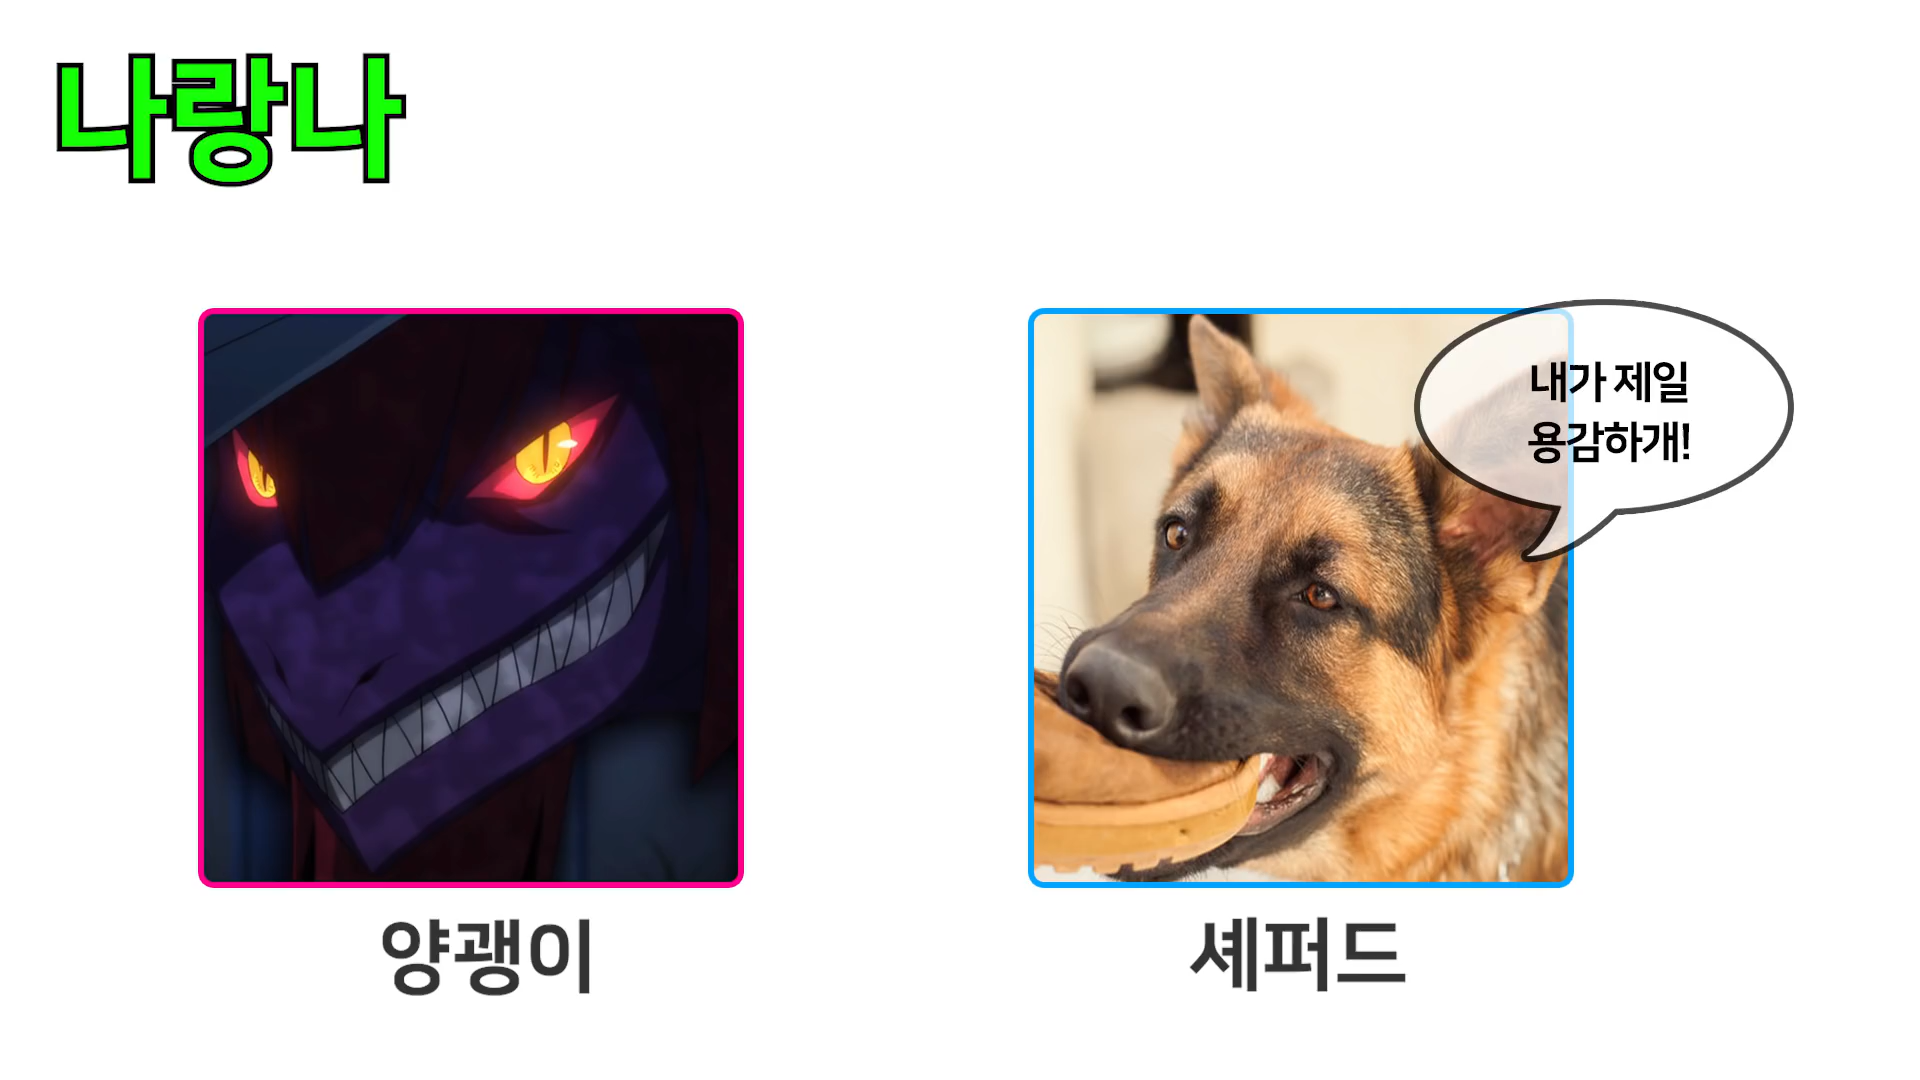 나랑나
내가 제일
용감하개!
양괭이
셰퍼드